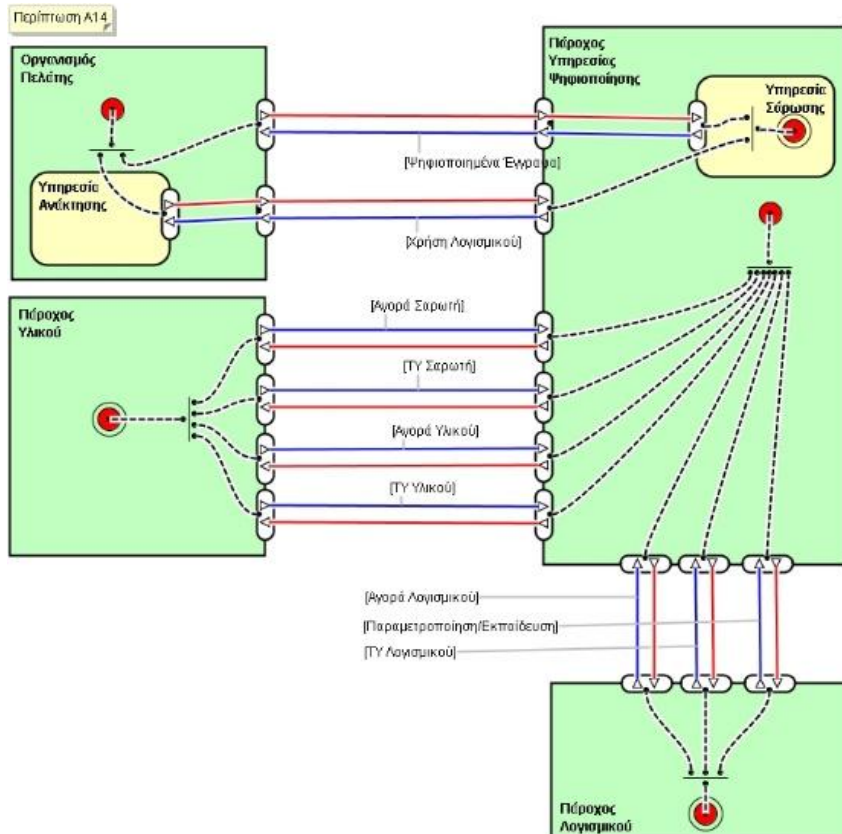 Περίπτωση Α14
Οργανισμός
Πελάτης
Πάροχος
Υπηρεσίας
Ψηφιοποίησης
Υπηρεσία
Σάρωσης
[Ψηφιοποιημένα Έγγραφα]
Υπηρεσία
Ανάκτησης
[Χρήση Λογισμικού]
Πάροχος
Υλικού
[Αγορά Σαρωτή]
[ΤΥ Σαρωτή]
[Αγορά Υλικού]
[ΤΥ Υλικού]
[Αγορά Λογισμικού]
[Παραμετροποίηση/Εκπαίδευση]
[ΤΥ Λογισμικού]
Πάροχος
Λογισμικού